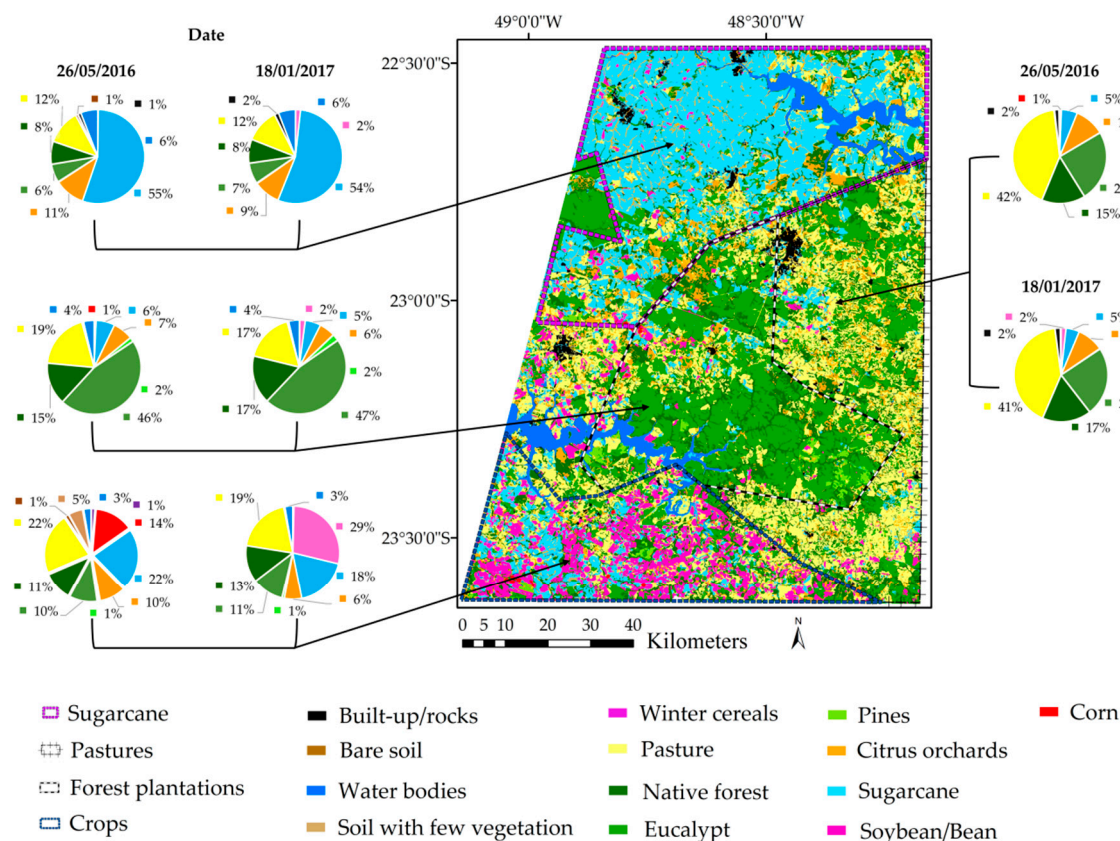 Date
26/05/2016
18/01/2017
12%
1%
1%
8%
6%
6%
11%
55%
2%
6%
12%
2%
8%
7%
9%
54%
4%
1%
6%
19%
7%
2%
15%
46%
4%
2%
5%
17%
6%
2%
17%
47%
1%
5%
3%
1%
22%
14%
11%
22%
10%
1%
10%
19%
3%
29%
13%
18%
11%
1%
6%
49°0'0"W
48°30'0"W
22°30'0"S
23°0'0"S
23°30'0"S
0 5 10 20 30 40
Kilometers
N
26/05/2016
1%
5%
2%
42%
15%
18/01/2017
2%
2%
41%
17%
Sugarcane
Pastures
Forest plantations
Crops
Built-up/rocks
Bare soil
Water bodies
Soil with few vegetation
Winter cereals
Pasture
Native forest
Eucalypt
Pines
Citrus orchards
Sugarcane
Soybean/Bean
Corn